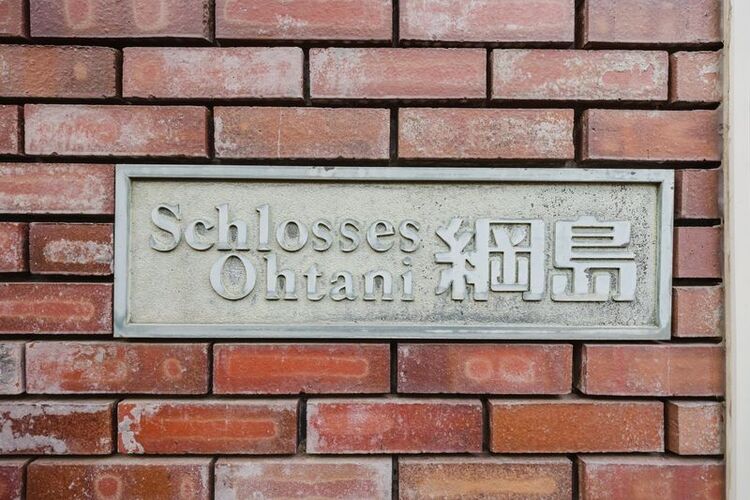 Schlosses
Ohtani 綱島